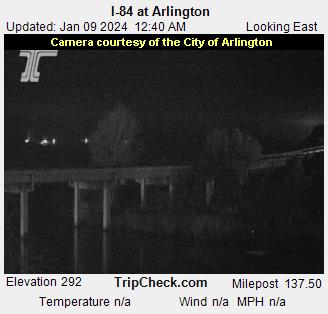 I-84 at Arlington
Updated: Jan 09 2024 12:40 AM Looking East
Camera courtesy of the City of Arlington
Elevation 292 TripCheck.com Milepost 137.50
Temperature n/a Wind n/a MPH n/a